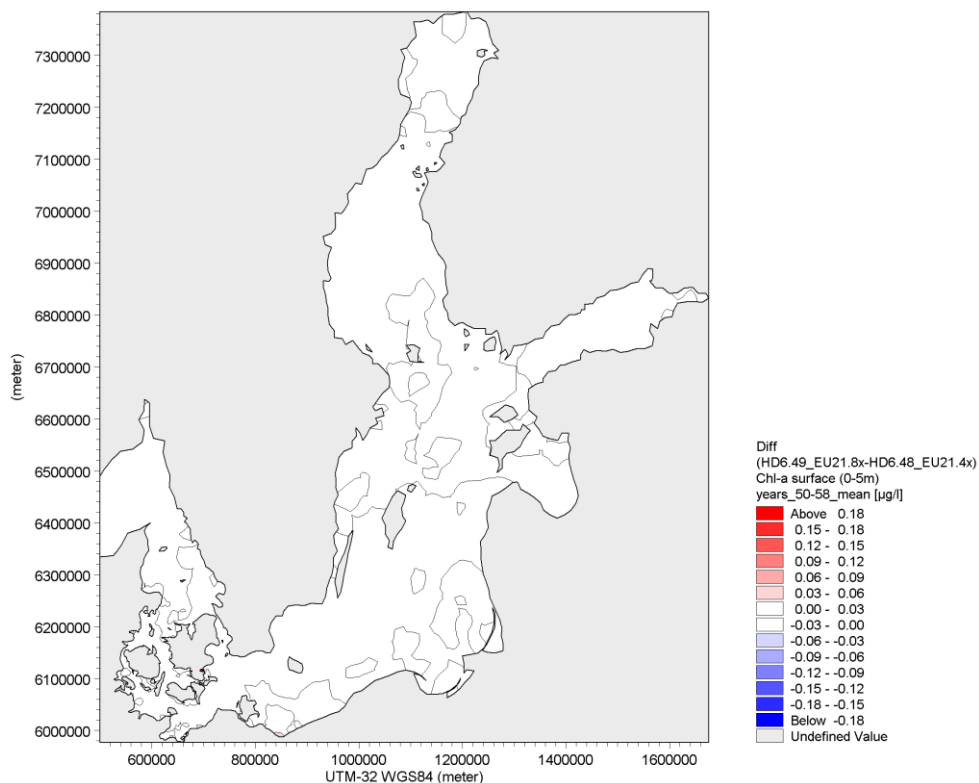 7300000
7200000
7100000
7000000
6900000
6800000
6700000
6600000
6500000
6400000
6300000
6200000
6100000
6000000
(meter)
600000 800000 1000000 1200000 1400000 1600000
UTM-32 WGS84 (meter)
Diff
(HD6.49_EU21.8x-HD6.48_EU21.4x)
Chl-a surface (0-5m)
years_50-58_mean [µg/l]
Above 0.18
0.15 - 0.18
0.12 - 0.15
0.09 - 0.12
0.06 - 0.09
0.03 - 0.06
0.00 - 0.03
-0.03 - 0.00
-0.06 - -0.03
-0.09 - -0.06
-0.12 - -0.09
-0.15 - -0.12
-0.18 - -0.15
Below -0.18
Undefined Value